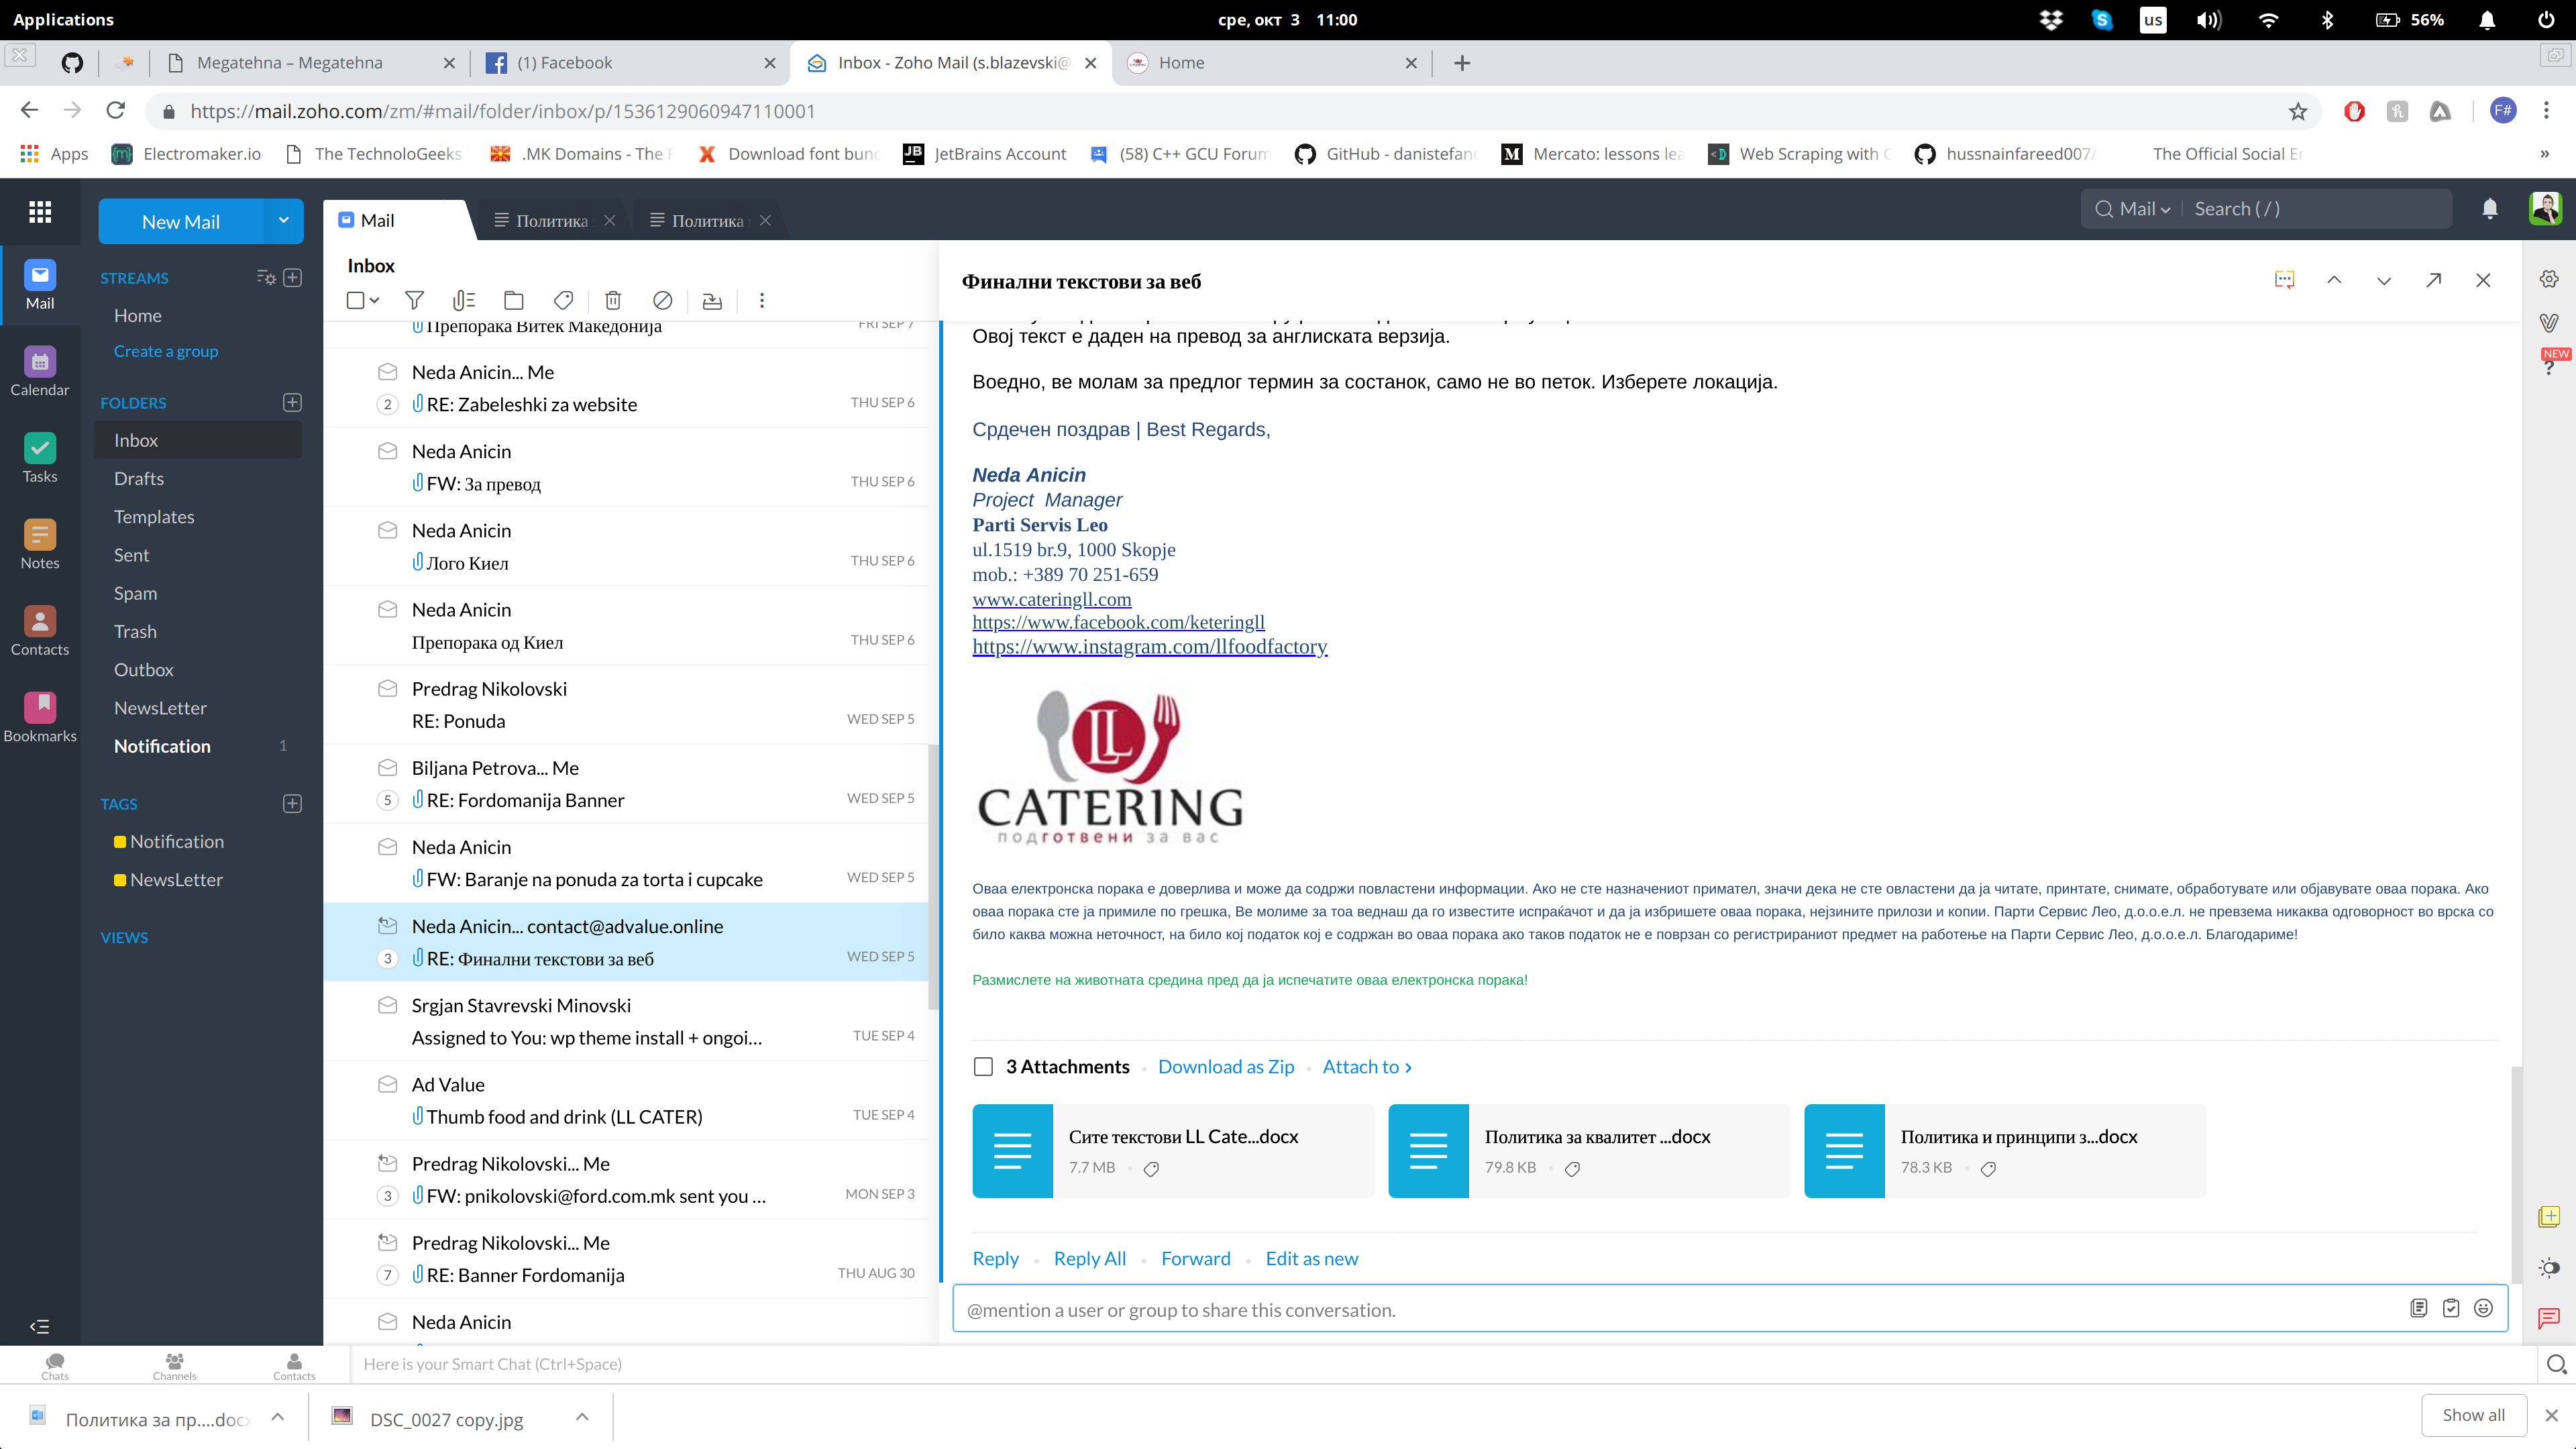 Applications
сре, окт 3 11:00
us
56%
Megatehna – Megatehna
(1) Facebook
Inbox - Zoho Mail (s.blazevski@
Home
https://mail.zoho.com/zm/#mail/folder/inbox/p/1536129060947110001
F#
Apps
Electromaker.io
The TechnoloGeeks
.MK Domains - The
Download font bun
JetBrains Account
(58) C++ GCU Forum
GitHub - danistefan
Mercato: lessons lea
Web Scraping with
hussnainfareed007/
The Official Social E
»
New Mail
Mail
Политика
Политика
Mail
Search ( / )
Mail
Calendar
Tasks
Notes
Contacts
Bookmarks
STREAMS
Home
Create a group
FOLDERS
Inbox
Drafts
Templates
Sent
Spam
Trash
Outbox
NewsLetter
Notification 1
TAGS
Notification
NewsLetter
VIEWS
Inbox
Препорака Витек Македонија FRI SEP 7
Neda Anicin... Me
2 RE: Zabeleshki za website THU SEP 6
Neda Anicin
FW: За превод THU SEP 6
Neda Anicin
Лого Киел THU SEP 6
Neda Anicin
Препорака од Киел THU SEP 6
Predrag Nikolovski
RE: Ponuda WED SEP 5
Biljana Petrova... Me
5 RE: Fordomanija Banner WED SEP 5
Neda Anicin
FW: Baranje na ponuda za torta i cupcake WED SEP 5
Neda Anicin... contact@advalue.online
3 RE: Финални текстови за веб WED SEP 5
Srgjan Stavrevski Minovski
Assigned to You: wp theme install + ongoi... TUE SEP 4
Ad Value
Thumb food and drink (LL CATER) TUE SEP 4
Predrag Nikolovski... Me
3 FW: pnikolovski@ford.com.mk sent you ... MON SEP 3
Predrag Nikolovski... Me
7 RE: Banner Fordomanija THU AUG 30
Neda Anicin
Финални текстови за веб
NEW
Овој текст е даден на превод за англиската верзија.
Воедно, ве молам за предлог термин за состанок, само не во петок. Изберете локација.
Срдечен поздрав | Best Regards,
Neda Anicin
Project Manager
Parti Servis Leo
ul.1519 br.9, 1000 Skopje
mob.: +389 70 251-659
www.cateringll.com
https://www.facebook.com/keteringll
https://www.instagram.com/llfoodfactory
LL
CATERING
подготвени за вас
Оваа електронска порака е доверлива и може да содржи повластени информации. Ако не сте назначениот примател, значи дека не сте овластени да ја читате, принтате, снимате, обработувате или објавувате оваа порака. Ако
оваа порака сте ја примиле по грешка, Ве молиме за тоа веднаш да го известите испраќачот и да ја избришете оваа порака, нејзините прилози и копии. Парти Сервис Лео, д.о.о.е.л. не превзема никаква одговорност во врска со
било каква можна неточност, на било кој податок кој е содржан во оваа порака ако таков податок не е поврзан со регистрираниот предмет на работење на Парти Сервис Лео, д.о.о.е.л. Благодариме!
Размислете на животната средина пред да ја испечатите оваа електронска порака!
3 Attachments
Download as Zip
Attach to
Сите текстови LL Cate...docx
7.7 MB
Политика за квалитет ...docx
79.8 KB
Политика и принципи з...docx
78.3 KB
Reply
Reply All
Forward
Edit as new
@mention a user or group to share this conversation.
Chats
Channels
Contacts
Here is your Smart Chat (Ctrl+Space)
Политика за пр....docx
DSC_0027 copy.jpg
Show all